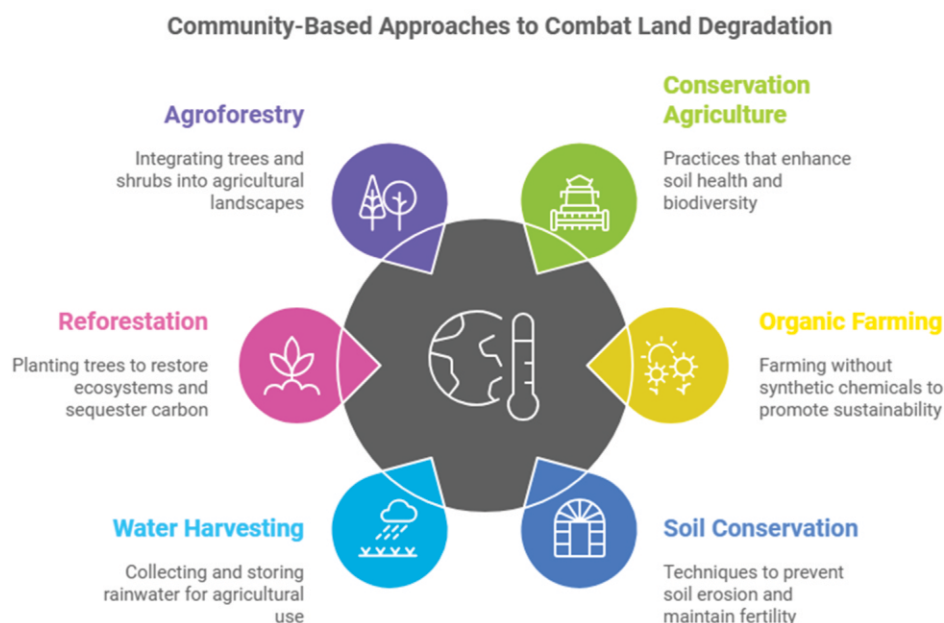 Community-Based Approaches to Combat Land Degradation
Agroforestry
Integrating trees and
shrubs into agricultural
landscapes
Conservation
Agriculture
Practices that enhance
soil health and
biodiversity
Reforestation
Planting trees to restore
ecosystems and
sequester carbon
Organic Farming
Farming without
synthetic chemicals to
promote sustainability
Water Harvesting
Collecting and storing
rainwater for agricultural
use
Soil Conservation
Techniques to prevent
soil erosion and
maintain fertility